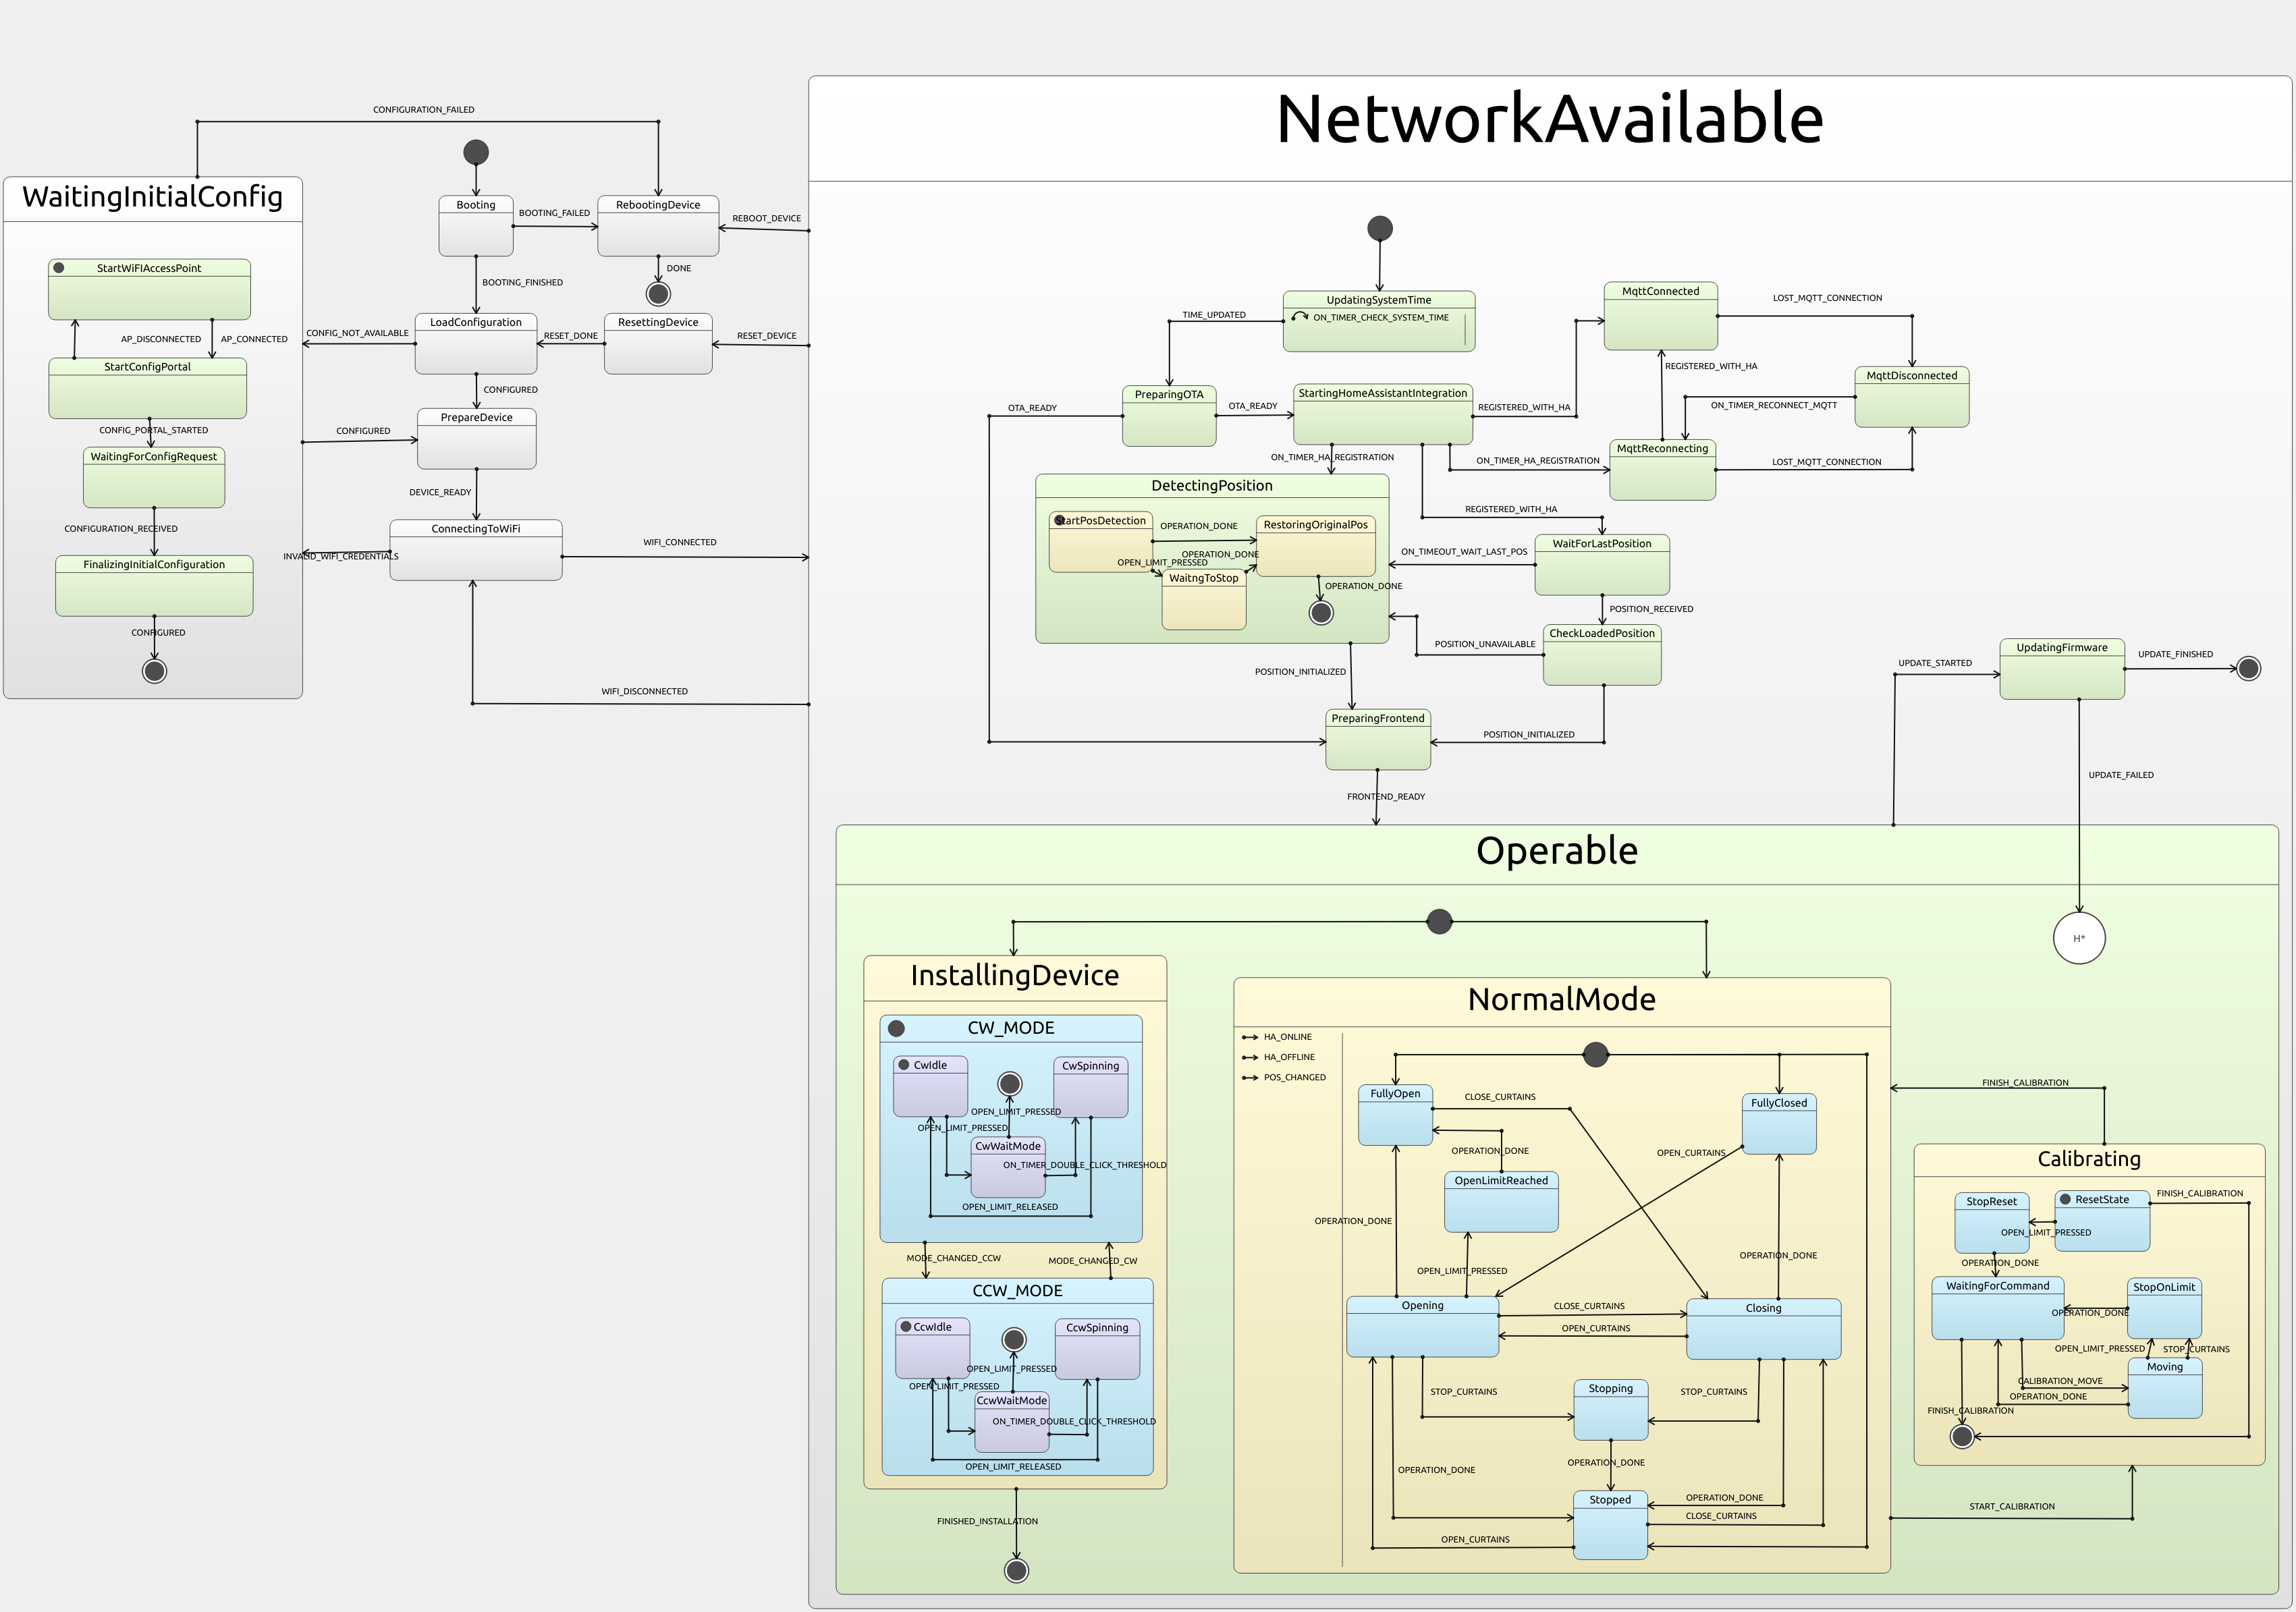 NetworkAvailable
CONFIGURATION_FAILED
WaitingInitialConfig
StartWiFIAccessPoint
AP_DISCONNECTED
AP_CONNECTED
StartConfigPortal
CONFIG_PORTAL_STARTED
WaitingForConfigRequest
CONFIGURATION_RECEIVED
FinalizingInitialConfiguration
CONFIGURED
Booting
BOOTING_FAILED
RebootingDevice
REBOOT_DEVICE
DONE
BOOTING_FINISHED
CONFIG_NOT_AVAILABLE
LoadConfiguration
RESET_DONE
ResettingDevice
RESET_DEVICE
CONFIGURED
CONFIGURED
PrepareDevice
DEVICE_READY
ConnectingToWiFi
INVALID_WIFI_CREDENTIALS
WIFI_CONNECTED
WIFI_DISCONNECTED
UpdatingSystemTime
ON_TIMER_CHECK_SYSTEM_TIME
TIME_UPDATED
PreparingOTA
OTA_READY
OTA_READY
StartingHomeAssistantIntegration
REGISTERED_WITH_HA
MqttConnected
LOST_MQTT_CONNECTION
REGISTERED_WITH_HA
MqttDisconnected
ON_TIMER_RECONNECT_MQTT
MqttReconnecting
LOST_MQTT_CONNECTION
ON_TIMER_HA_REGISTRATION
ON_TIMER_HA_REGISTRATION
DetectingPosition
StartPosDetection
OPERATION_DONE
RestoringOriginalPos
OPERATION_DONE
OPEN_LIMIT_PRESSED
WaitngToStop
OPERATION_DONE
REGISTERED_WITH_HA
WaitForLastPosition
ON_TIMEOUT_WAIT_LAST_POS
POSITION_RECEIVED
CheckLoadedPosition
POSITION_UNAVAILABLE
POSITION_INITIALIZED
PreparingFrontend
POSITION_INITIALIZED
FRONTEND_READY
UPDATE_STARTED
UpdatingFirmware
UPDATE_FINISHED
UPDATE_FAILED
Operable
H*
InstallingDevice
CW_MODE
CwIdle
CwSpinning
OPEN_LIMIT_PRESSED
OPEN_LIMIT_PRESSED
CwWaitMode
ON_TIMER_DOUBLE_CLICK_THRESHOLD
OPEN_LIMIT_RELEASED
MODE_CHANGED_CCW
MODE_CHANGED_CW
CCW_MODE
CcwIdle
CcwSpinning
OPEN_LIMIT_PRESSED
OPEN_LIMIT_PRESSED
CcwWaitMode
ON_TIMER_DOUBLE_CLICK_THRESHOLD
OPEN_LIMIT_RELEASED
FINISHED_INSTALLATION
NormalMode
HA_ONLINE
HA_OFFLINE
POS_CHANGED
FullyOpen
CLOSE_CURTAINS
FullyClosed
OPERATION_DONE
OPEN_CURTAINS
OpenLimitReached
OPERATION_DONE
OPERATION_DONE
OPEN_LIMIT_PRESSED
Opening
CLOSE_CURTAINS
OPEN_CURTAINS
Closing
STOP_CURTAINS
Stopping
STOP_CURTAINS
OPERATION_DONE
OPERATION_DONE
Stopped
OPERATION_DONE
CLOSE_CURTAINS
OPEN_CURTAINS
FINISH_CALIBRATION
Calibrating
StopReset
ResetState
FINISH_CALIBRATION
OPEN_LIMIT_PRESSED
OPERATION_DONE
WaitingForCommand
StopOnLimit
OPERATION_DONE
OPEN_LIMIT_PRESSED
STOP_CURTAINS
Moving
CALIBRATION_MOVE
OPERATION_DONE
FINISH_CALIBRATION
START_CALIBRATION